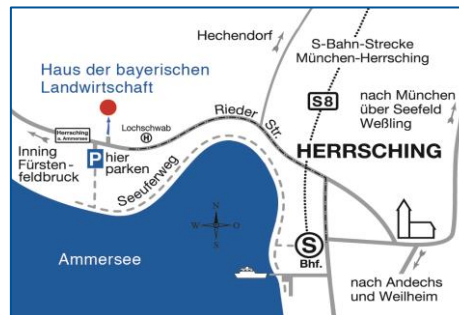 Hechendorf
S-Bahn-Strecke
München-Herrsching
S8
Haus der bayerischen
Landwirtschaft
nach München
über Seefeld
Weßling
Rieder
Str.
Herrsching
a. Ammersee
Lochschwab
H
HERRSCHING
Inning
Fürsten-
feldbruck
P hier
parken
Seeuferweg
N
W O
S
S
Bhf.
Ammersee
nach Andechs
und Weilheim